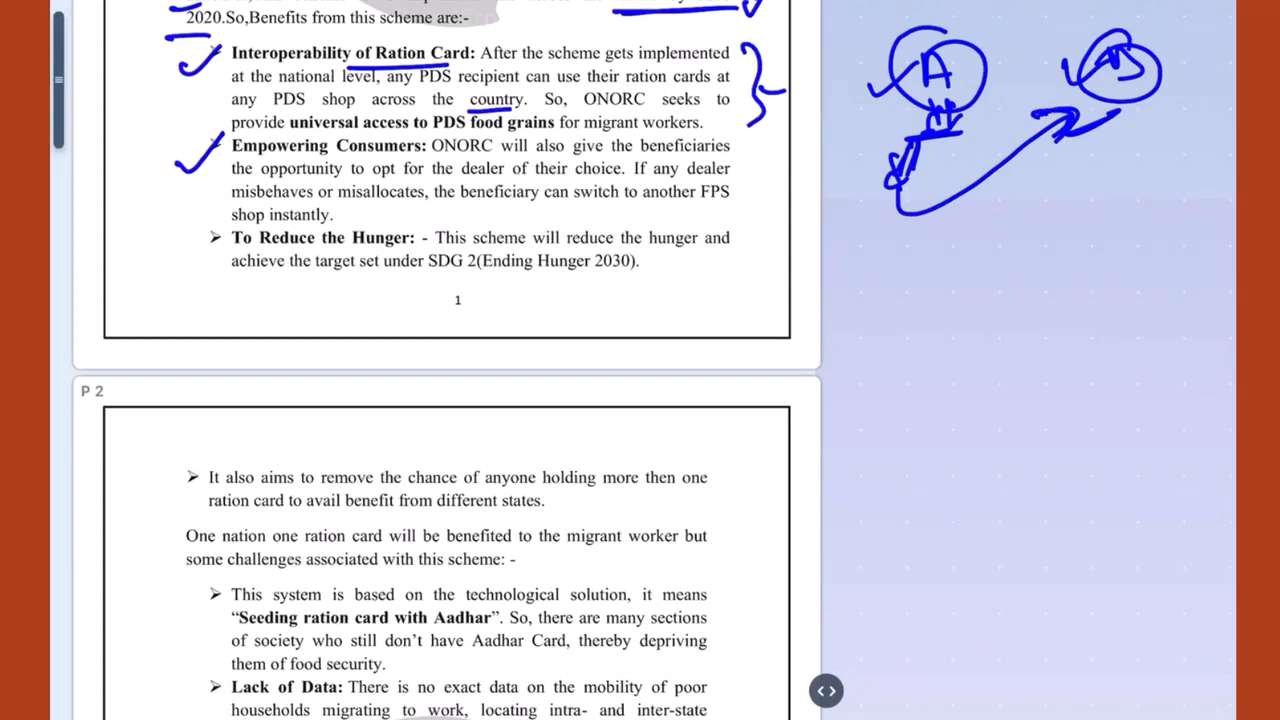 2020.So,Benefits from this scheme are:-
➢ Interoperability of Ration Card: After the scheme gets implemented
at the national level, any PDS recipient can use their ration cards at
any PDS shop across the country. So, ONORC seeks to
provide universal access to PDS food grains for migrant workers.
➢ Empowering Consumers: ONORC will also give the beneficiaries
the opportunity to opt for the dealer of their choice. If any dealer
misbehaves or misallocates, the beneficiary can switch to another FPS
shop instantly.
➢ To Reduce the Hunger: - This scheme will reduce the hunger and
achieve the target set under SDG 2(Ending Hunger 2030).
1
A
P 2
➢ It also aims to remove the chance of anyone holding more then one
ration card to avail benefit from different states.
One nation one ration card will be benefited to the migrant worker but
some challenges associated with this scheme: -
➢ This system is based on the technological solution, it means
“Seeding ration card with Aadhar”. So, there are many sections
of society who still don’t have Aadhar Card, thereby depriving
them of food security.
➢ Lack of Data: There is no exact data on the mobility of poor
households migrating to work, locating intra- and inter-state